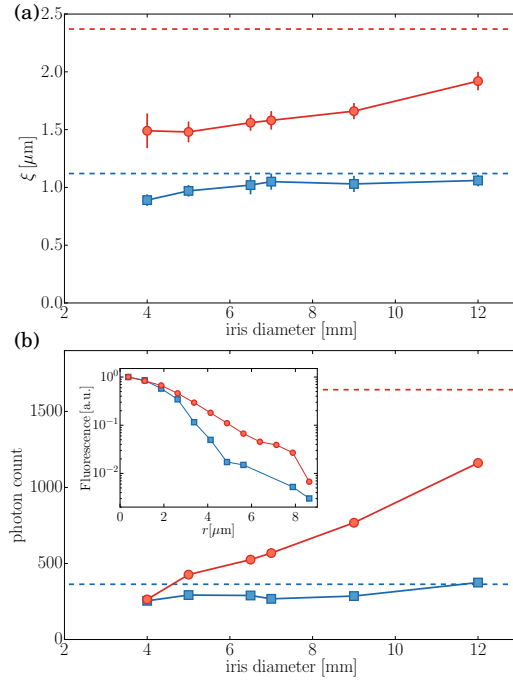 (a)
2.5
2.0
1.5
1.0
0.5
0.0
ξ [μm]
2 4 6 8 10 12
iris diameter [mm]
(b)
1500
1000
500
0
photon count
10⁰
10⁻¹
10⁻²
Fluorescence [a.u.]
0 2 4 6 8
r[μm]
2 4 6 8 10 12
iris diameter [mm]